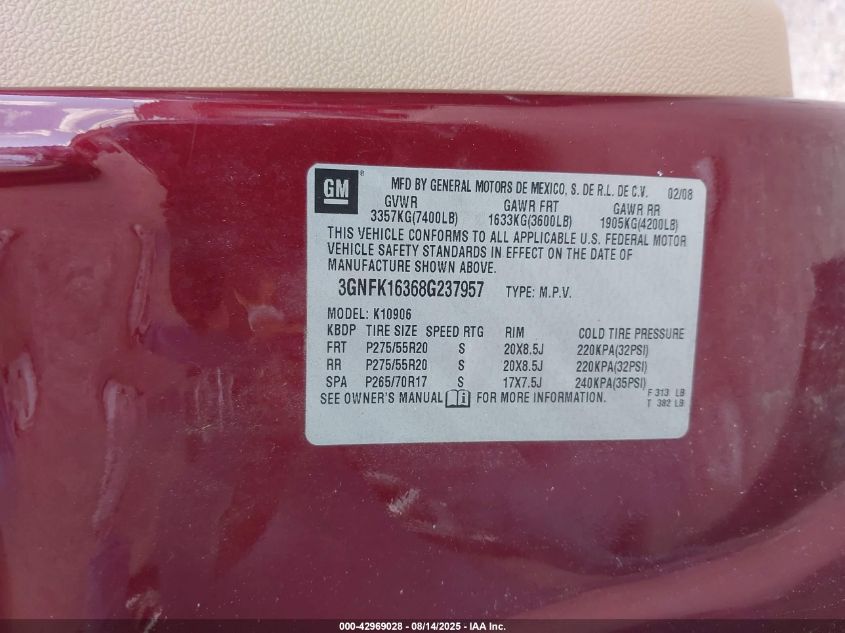 GM ®
MFD BY GENERAL MOTORS DE MEXICO, S. DE R.L. DE C.V. 02/08
GVWR GAWR FRT GAWR RR
3357KG(7400LB) 1633KG(3600LB) 1905KG(4200LB)
THIS VEHICLE CONFORMS TO ALL APPLICABLE U.S. FEDERAL MOTOR
VEHICLE SAFETY STANDARDS IN EFFECT ON THE DATE OF
MANUFACTURE SHOWN ABOVE.
3GNFK16368G237957 TYPE: M.P.V.
MODEL: K10906
KBDP TIRE SIZE SPEED RTG RIM COLD TIRE PRESSURE
FRT P275/55R20 S 20X8.5J 220KPA(32PSI)
RR P275/55R20 S 20X8.5J 220KPA(32PSI)
SPA P265/70R17 S 17X7.5J 240KPA(35PSI)
SEE OWNER'S MANUAL FOR MORE INFORMATION.
F 313 LB
T 382 LB
000-42969028 - 08/14/2025 - IAA Inc.